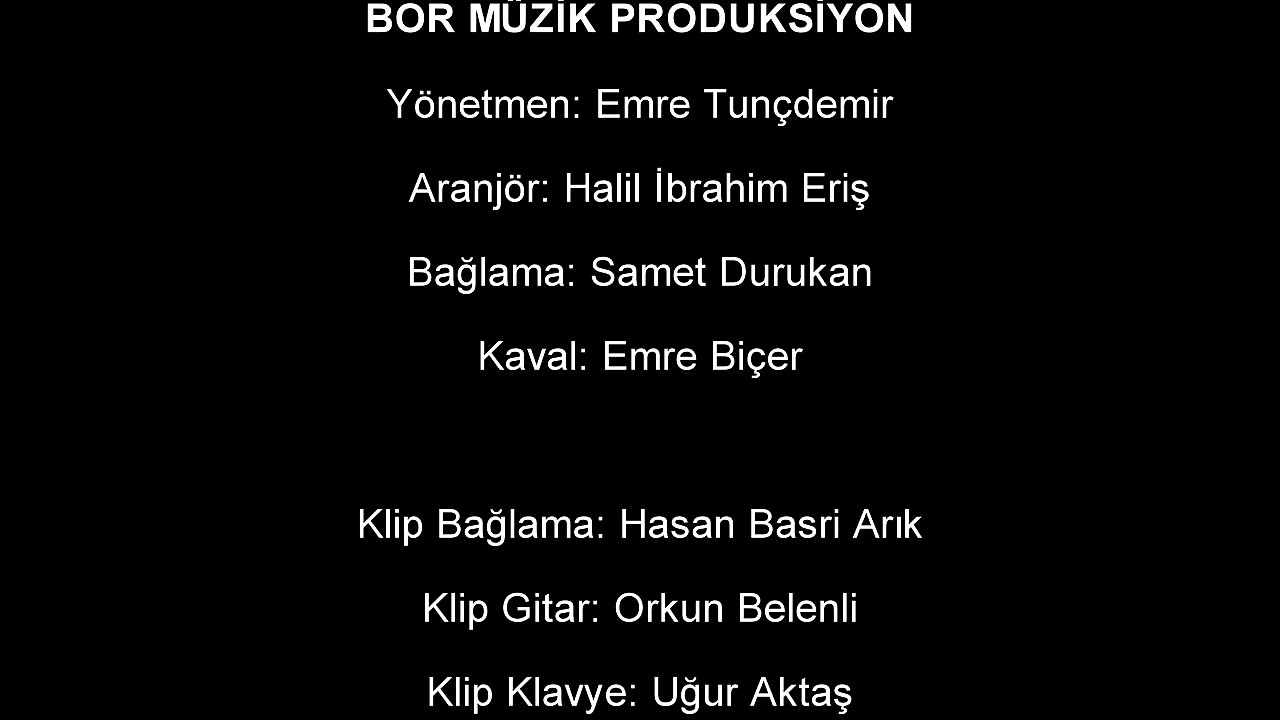 BOR MÜZİK PRODUKSİYON
Yönetmen: Emre Tunçdemir
Aranjör: Halil İbrahim Eriş
Bağlama: Samet Durukan
Kaval: Emre Biçer
Klip Bağlama: Hasan Basri Arık
Klip Gitar: Orkun Belenli
Klip Klavye: Uğur Aktaş